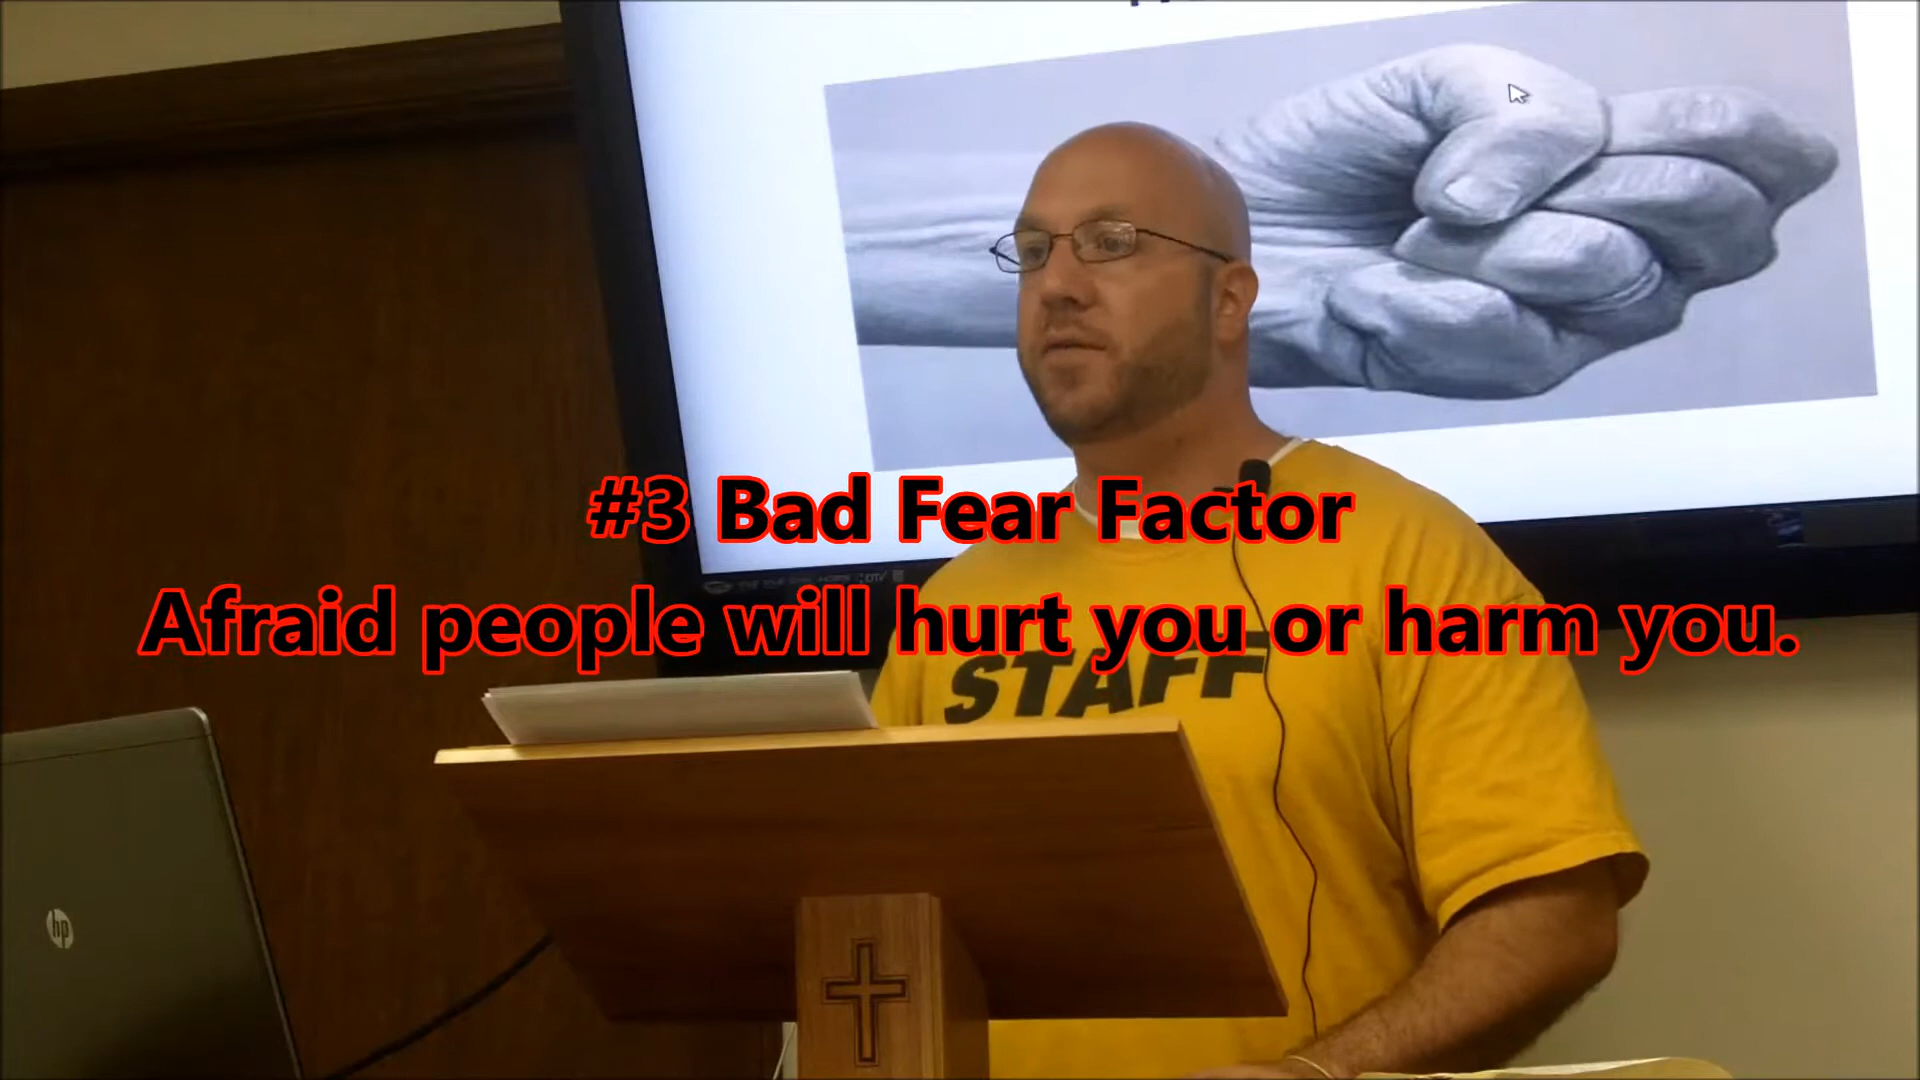 #3 Bad Fear Factor
Afraid people will hurt you or harm you.
STAFF
hp